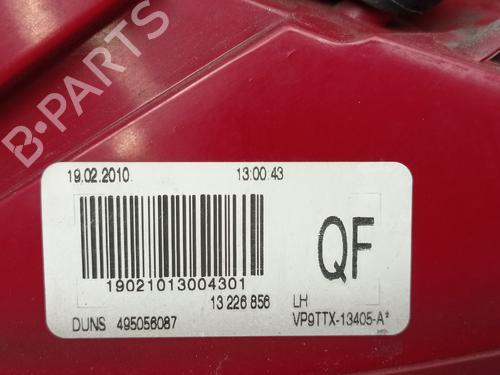 B-PARTS
19.02.2010. 13:00:43
19021013004301
QF
13 226 856 LH
DUNS 495056087 VP9TTX-13405-A*